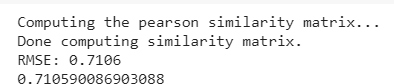 Computing the pearson similarity matrix...
Done computing similarity matrix.
RMSE: 0.7106
0.710590086903088